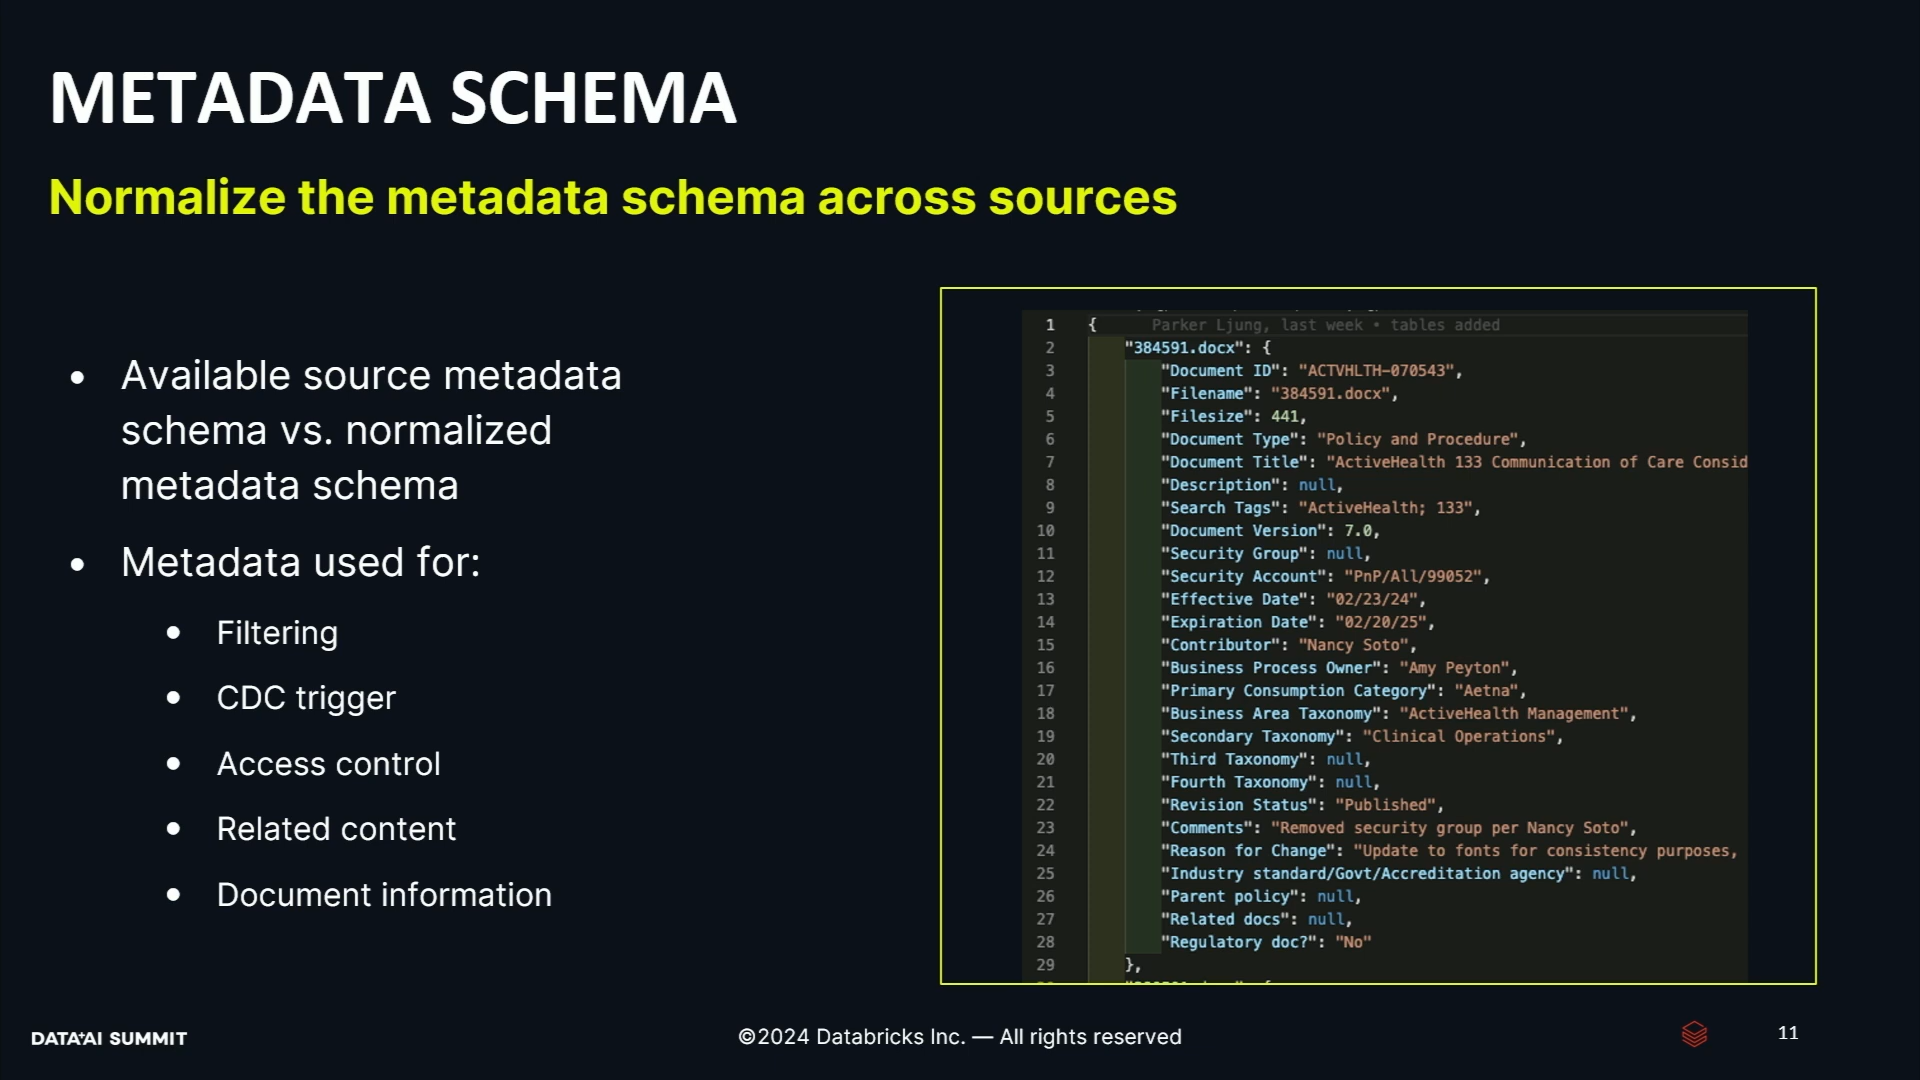 METADATA SCHEMA
Normalize the metadata schema across sources
• Available source metadata
schema vs. normalized
metadata schema
• Metadata used for:
• Filtering
• CDC trigger
• Access control
• Related content
• Document information
1 { Parker Ljung, last week • tables added
2 "384591.docx": {
3 "Document ID": "ACTVHLTH-070543",
4 "Filename": "384591.docx",
5 "Filesize": 441,
6 "Document Type": "Policy and Procedure",
7 "Document Title": "ActiveHealth 133 Communication of Care Consid
8 "Description": null,
9 "Search Tags": "ActiveHealth; 133",
10 "Document Version": 7.0,
11 "Security Group": null,
12 "Security Account": "PnP/All/99052",
13 "Effective Date": "02/23/24",
14 "Expiration Date": "02/20/25",
15 "Contributor": "Nancy Soto",
16 "Business Process Owner": "Amy Peyton",
17 "Primary Consumption Category": "Aetna",
18 "Business Area Taxonomy": "ActiveHealth Management",
19 "Secondary Taxonomy": "Clinical Operations",
20 "Third Taxonomy": null,
21 "Fourth Taxonomy": null,
22 "Revision Status": "Published",
23 "Comments": "Removed security group per Nancy Soto",
24 "Reason for Change": "Update to fonts for consistency purposes,
25 "Industry standard/Govt/Accreditation agency": null,
26 "Parent policy": null,
27 "Related docs": null,
28 "Regulatory doc?": "No"
29 },
DATA+AI SUMMIT
©2024 Databricks Inc. — All rights reserved
11